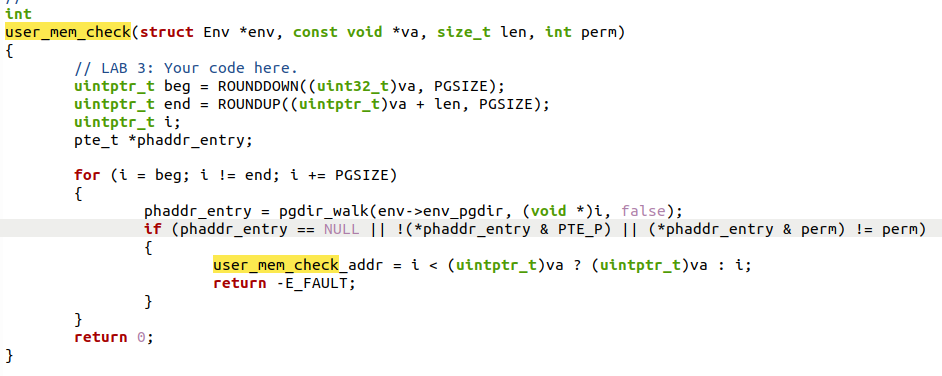 //
int
user_mem_check(struct Env *env, const void *va, size_t len, int perm)
{
// LAB 3: Your code here.
uintptr_t beg = ROUNDDOWN((uint32_t)va, PGSIZE);
uintptr_t end = ROUNDUP((uintptr_t)va + len, PGSIZE);
uintptr_t i;
pte_t *phaddr_entry;
for (i = beg; i != end; i += PGSIZE)
{
phaddr_entry = pgdir_walk(env->env_pgdir, (void *)i, false);
if (phaddr_entry == NULL || !(*phaddr_entry & PTE_P) || (*phaddr_entry & perm) != perm)
{
user_mem_check_addr = i < (uintptr_t)va ? (uintptr_t)va : i;
return -E_FAULT;
}
}
return 0;
}